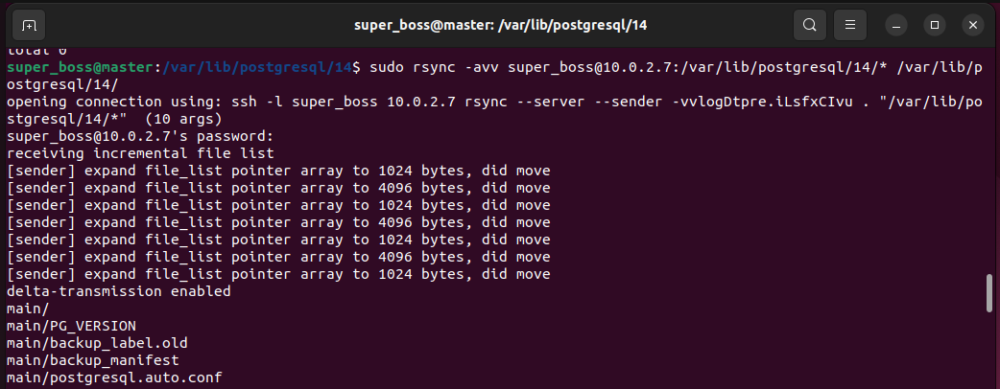 super_boss@master: /var/lib/postgresql/14
total 0
super_boss@master:/var/lib/postgresql/14$ sudo rsync -avv super_boss@10.0.2.7:/var/lib/postgresql/14/* /var/lib/p
ostgresql/14/
opening connection using: ssh -l super_boss 10.0.2.7 rsync --server --sender -vvlogDtpre.iLsfxCIvu . "/var/lib/po
stgresql/14/*"  (10 args)
super_boss@10.0.2.7's password:
receiving incremental file list
[sender] expand file_list pointer array to 1024 bytes, did move
[sender] expand file_list pointer array to 4096 bytes, did move
[sender] expand file_list pointer array to 1024 bytes, did move
[sender] expand file_list pointer array to 4096 bytes, did move
[sender] expand file_list pointer array to 1024 bytes, did move
[sender] expand file_list pointer array to 4096 bytes, did move
[sender] expand file_list pointer array to 1024 bytes, did move
delta-transmission enabled
main/
main/PG_VERSION
main/backup_label.old
main/backup_manifest
main/postgresql.auto.conf